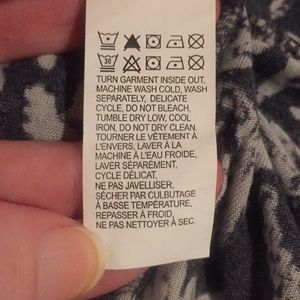 30
TURN GARMENT INSIDE OUT,
MACHINE WASH COLD, WASH
SEPARATELY, DELICATE
CYCLE, DO NOT BLEACH,
TUMBLE DRY LOW, COOL
IRON, DO NOT DRY CLEAN.
TOURNER LE VÊTEMENT À
L'ENVERS, LAVER À LA
MACHINE À L'EAU FROIDE,
LAVER SÉPARÉMENT,
CYCLE DÉLICAT,
NE PAS JAVELLISER,
SÉCHER PAR CULBUTAGE
À BASSE TEMPÉRATURE,
REPASSER À FROID,
NE PAS NETTOYER À SEC.